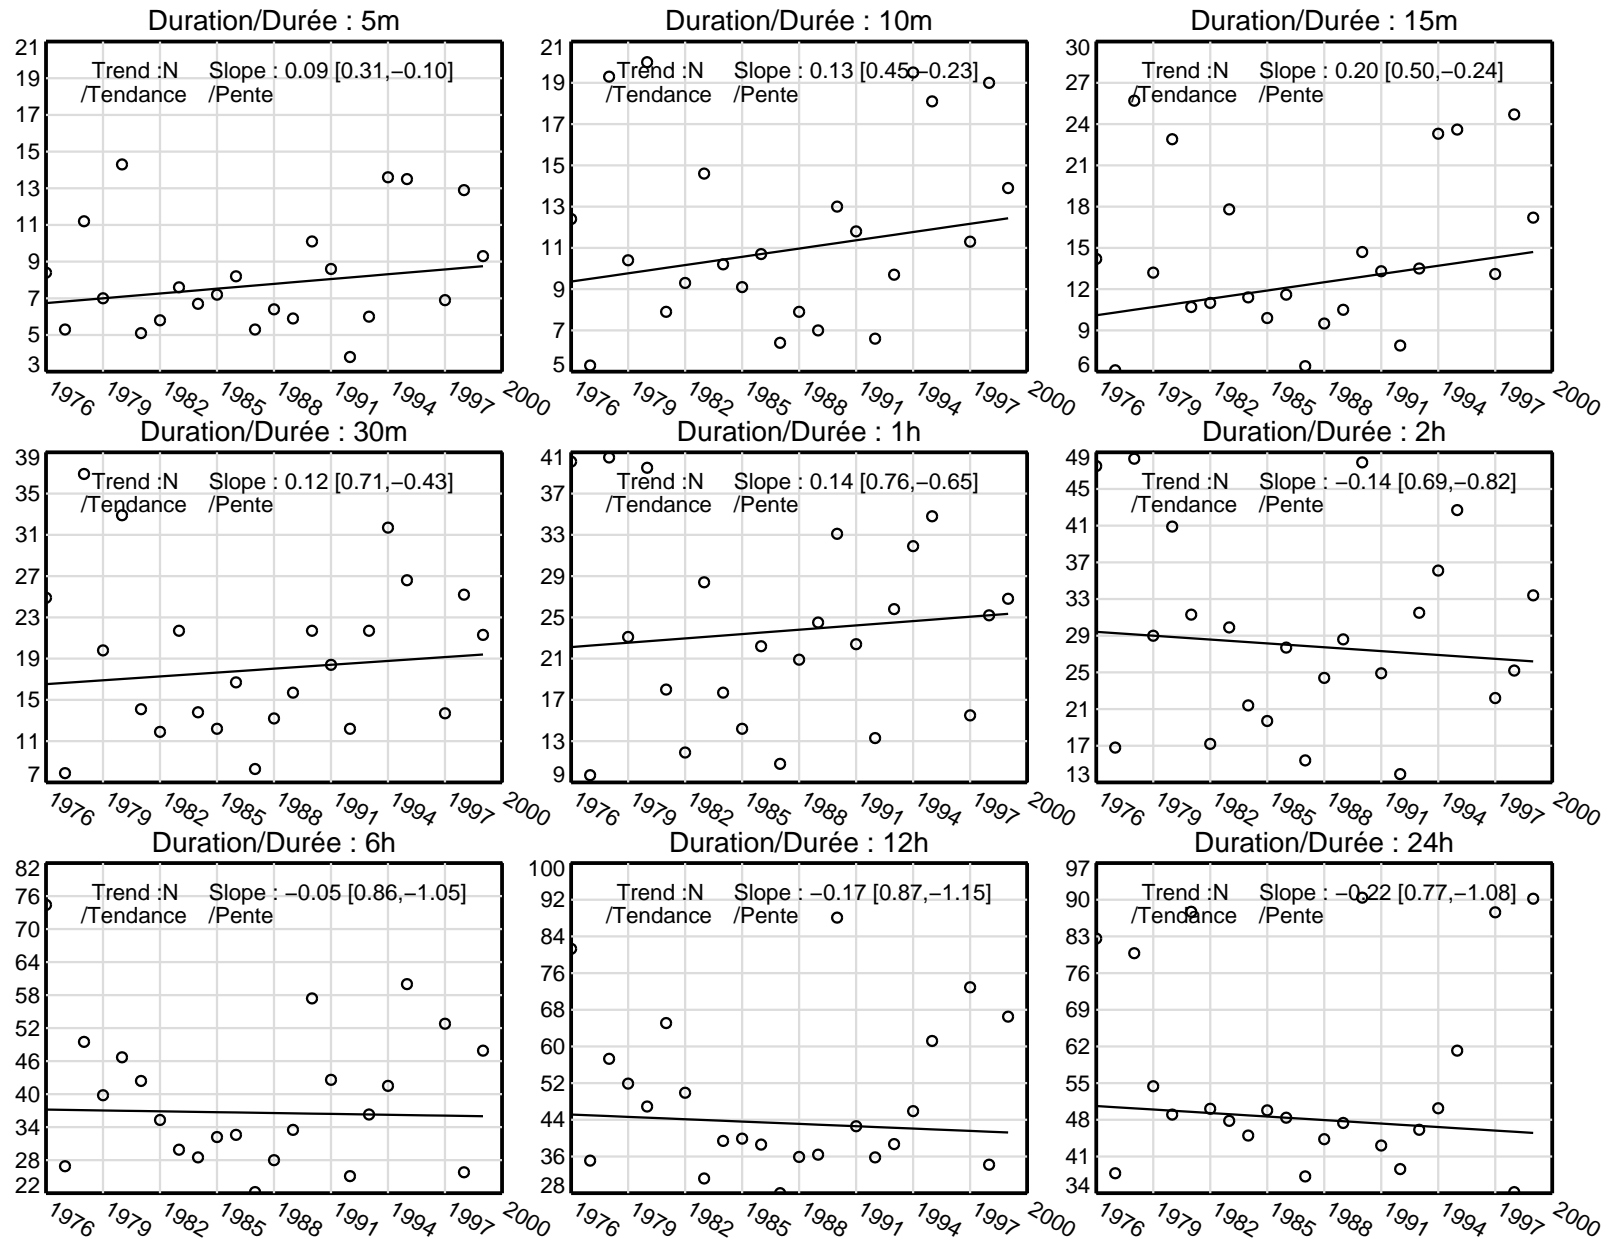 Duration/Durée : 5m
21
19
17
15
13
11
9
7
5
3
Trend :N Slope : 0.09 [0.31,−0.10]
/Tendance /Pente
1976 1979 1982 1985 1988 1991 1994 1997 2000
Duration/Durée : 10m
21
19
17
15
13
11
9
7
5
Trend :N Slope : 0.13 [0.45,−0.23]
/Tendance /Pente
1976 1979 1982 1985 1988 1991 1994 1997 2000
Duration/Durée : 15m
30
27
24
21
18
15
12
9
6
Trend :N Slope : 0.20 [0.50,−0.24]
/Tendance /Pente
1976 1979 1982 1985 1988 1991 1994 1997 2000
Duration/Durée : 30m
39
35
31
27
23
19
15
11
7
Trend :N Slope : 0.12 [0.71,−0.43]
/Tendance /Pente
1976 1979 1982 1985 1988 1991 1994 1997 2000
Duration/Durée : 1h
41
37
33
29
25
21
17
13
9
Trend :N Slope : 0.14 [0.76,−0.65]
/Tendance /Pente
1976 1979 1982 1985 1988 1991 1994 1997 2000
Duration/Durée : 2h
49
45
41
37
33
29
25
21
17
13
Trend :N Slope : −0.14 [0.69,−0.82]
/Tendance /Pente
1976 1979 1982 1985 1988 1991 1994 1997 2000
Duration/Durée : 6h
82
76
70
64
58
52
46
40
34
28
22
Trend :N Slope : −0.05 [0.86,−1.05]
/Tendance /Pente
1976 1979 1982 1985 1988 1991 1994 1997 2000
Duration/Durée : 12h
100
92
84
76
68
60
52
44
36
28
Trend :N Slope : −0.17 [0.87,−1.15]
/Tendance /Pente
1976 1979 1982 1985 1988 1991 1994 1997 2000
Duration/Durée : 24h
97
90
83
76
69
62
55
48
41
34
Trend :N Slope : −0.22 [0.77,−1.08]
/Tendance /Pente
1976 1979 1982 1985 1988 1991 1994 1997 2000